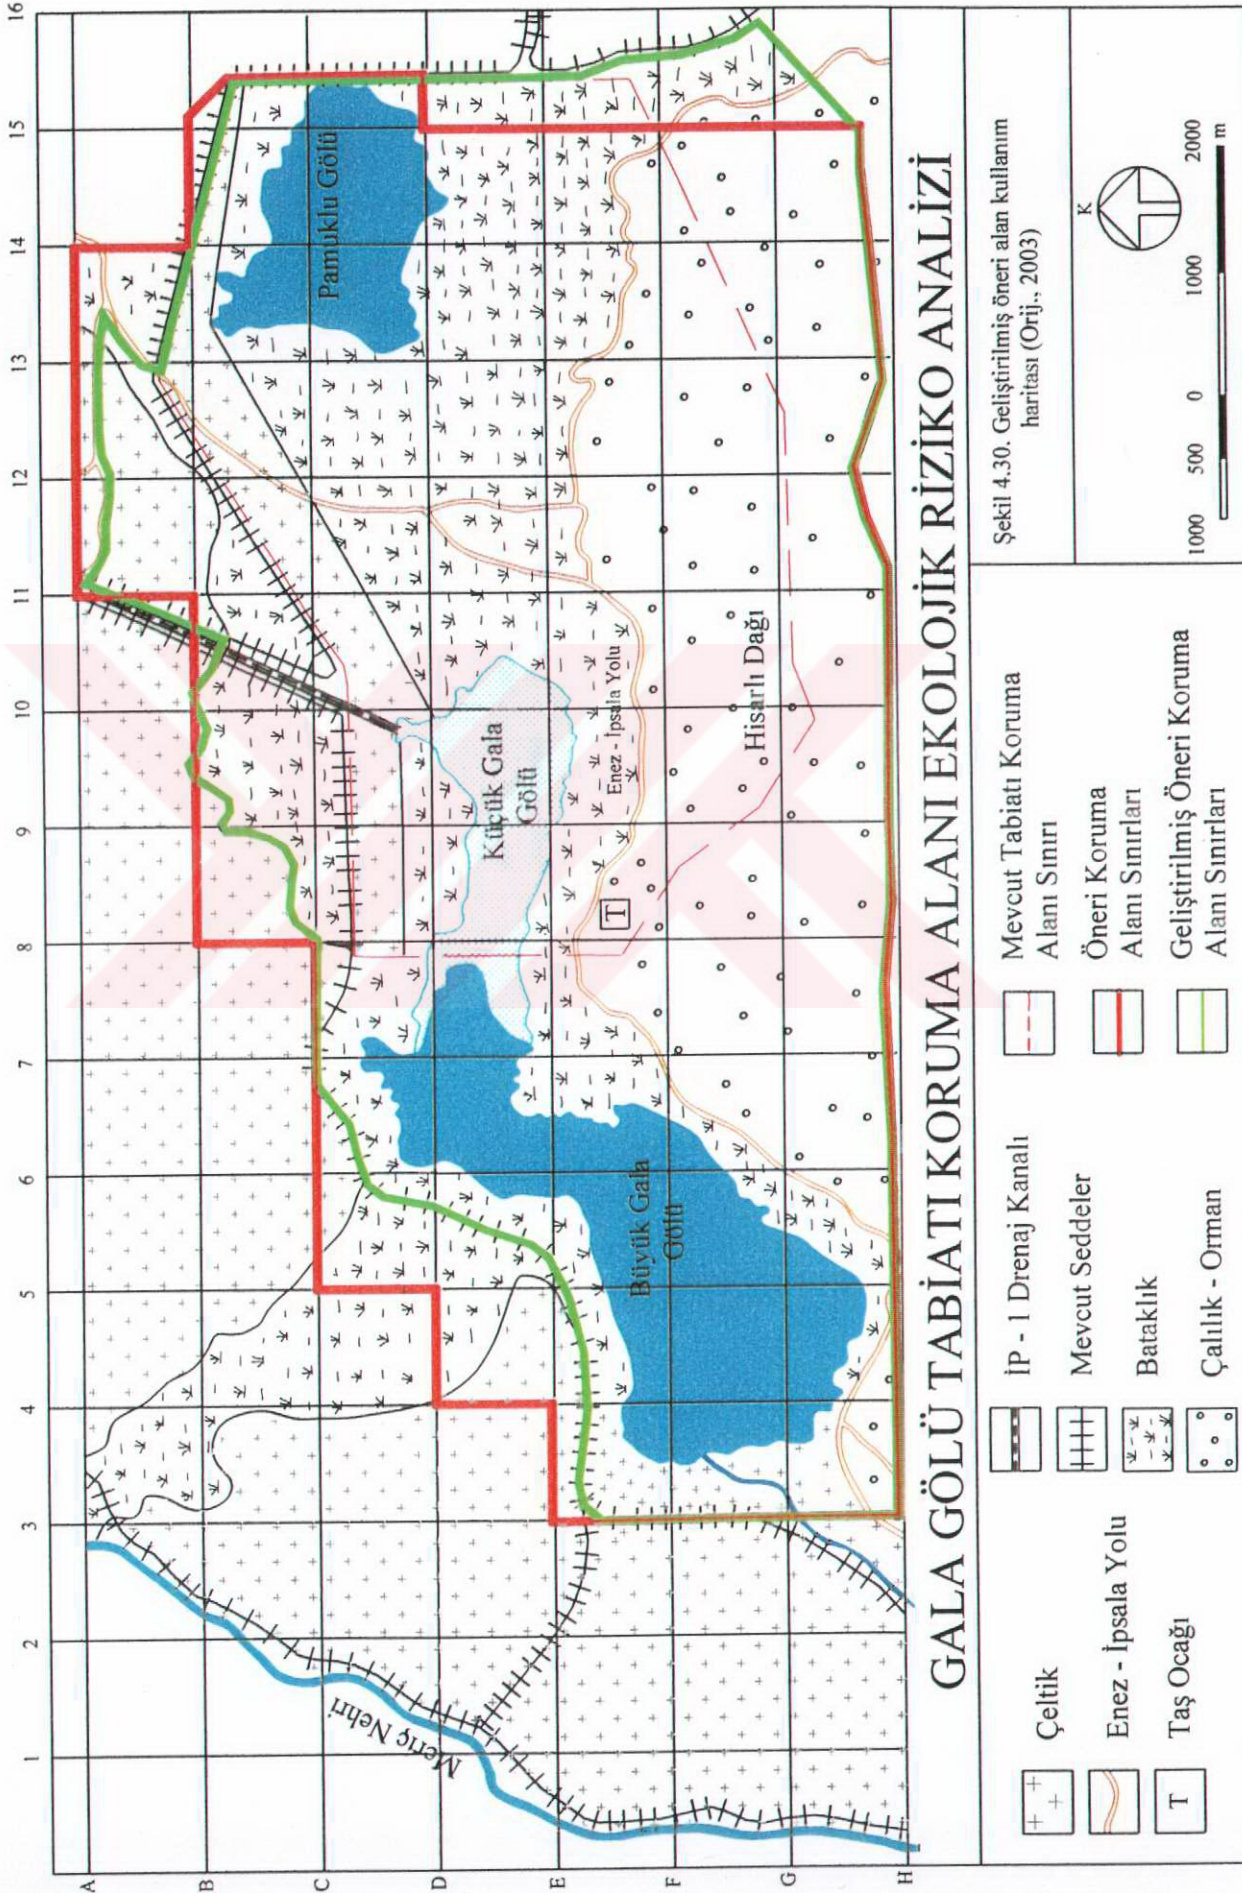 1 2 3 4 5 6 7 8 9 10 11 12 13 14 15 16
A
B
C
D
E
F
G
H
Meriç Nehri
Pamuklu Gölü
Küçük Gala
Gölü
Büyük Gala
Gölü
Enez - İpsala Yolu
T
Hisarlı Dağı
GALA GÖLÜ TABİATI KORUMA ALANI EKOLOJİK RİZİKO ANALİZİ
Çeltik
Enez - İpsala Yolu
T
Taş Ocağı
İP - 1 Drenaj Kanalı
Mevcut Seddeler
Bataklık
Çalılık - Orman
Mevcut Tabiatı Koruma
Alanı Sınırı
Öneri Koruma
Alanı Sınırları
Geliştirilmiş Öneri Koruma
Alanı Sınırları
Şekil 4.30. Geliştirilmiş öneri alan kullanım
haritası (Orij., 2003)
K
1000 500 0 1000 2000
m